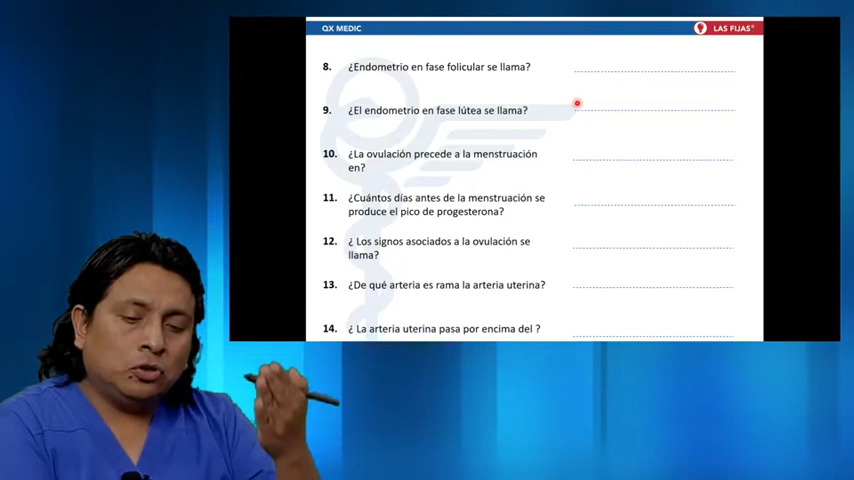 QX MEDIC
LAS FIJAS®
8. ¿Endometrio en fase folicular se llama?
9. ¿El endometrio en fase lútea se llama?
10. ¿La ovulación precede a la menstruación
en?
11. ¿Cuántos días antes de la menstruación se
produce el pico de progesterona?
12. ¿ Los signos asociados a la ovulación se
llama?
13. ¿De qué arteria es rama la arteria uterina?
14. ¿ La arteria uterina pasa por encima del ?